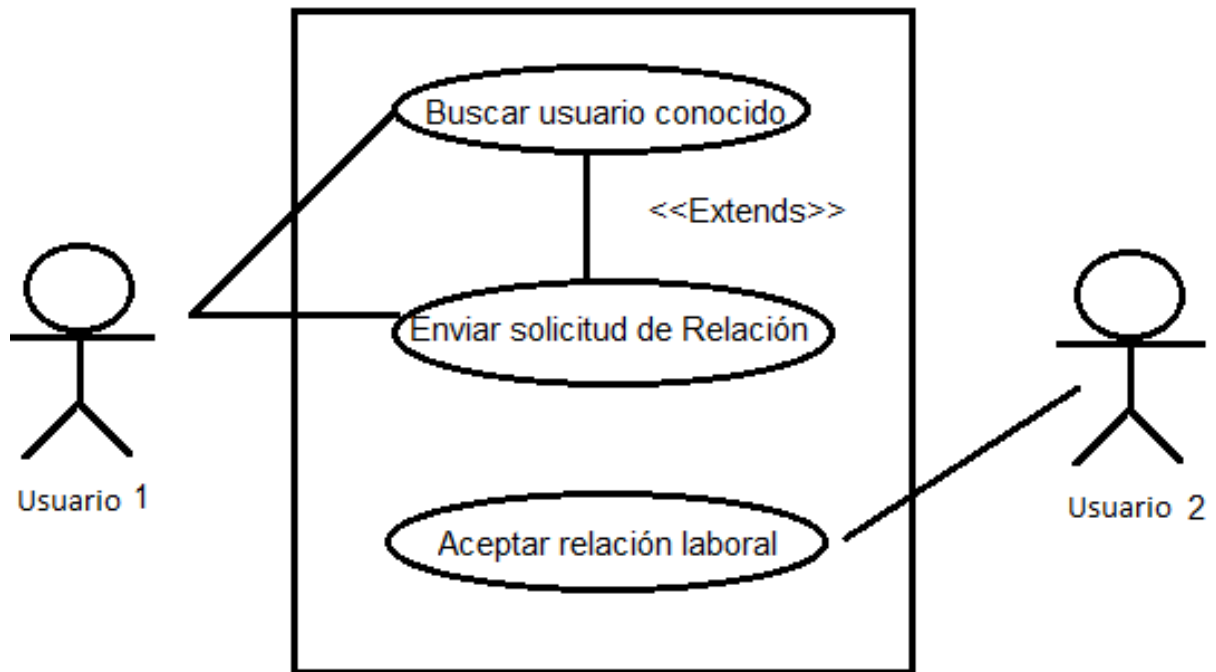 Buscar usuario conocido
<<Extends>>
Enviar solicitud de Relación
Usuario 1
Usuario 2
Aceptar relación laboral